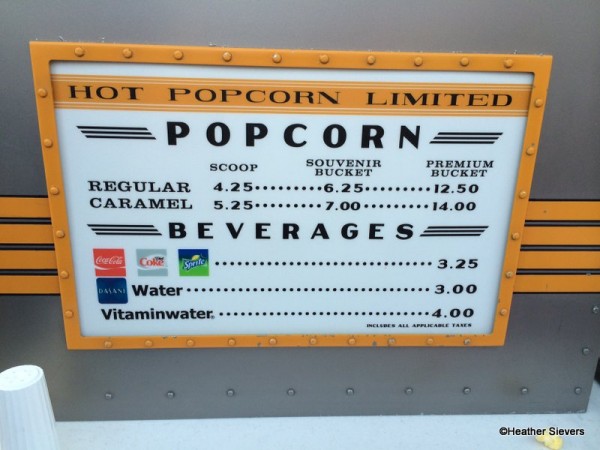 HOT POPCORN LIMITED
POPCORN
SCOOP SOUVENIR BUCKET PREMIUM BUCKET
REGULAR 4.25 6.25 12.50
CARAMEL 5.25 7.00 14.00
BEVERAGES
Coca-Cola Diet Coke Sprite 3.25
DASANI Water 3.00
Vitaminwater 4.00
INCLUDES ALL APPLICABLE TAXES
©Heather Sievers